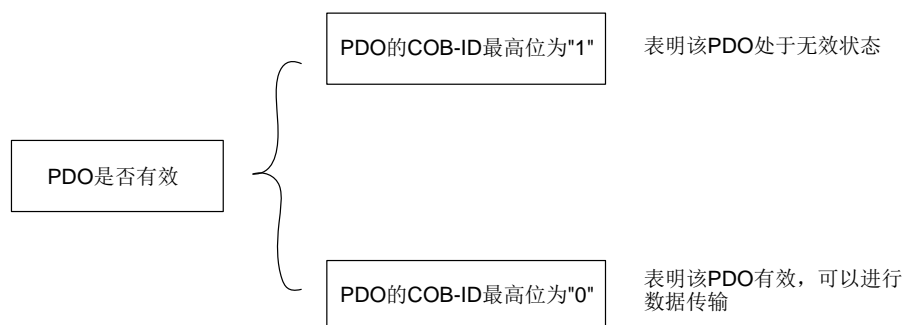 PDO的COB-ID最高位为"1"
表明该PDO处于无效状态
PDO是否有效
PDO的COB-ID最高位为"0"
表明该PDO有效，可以进行
数据传输